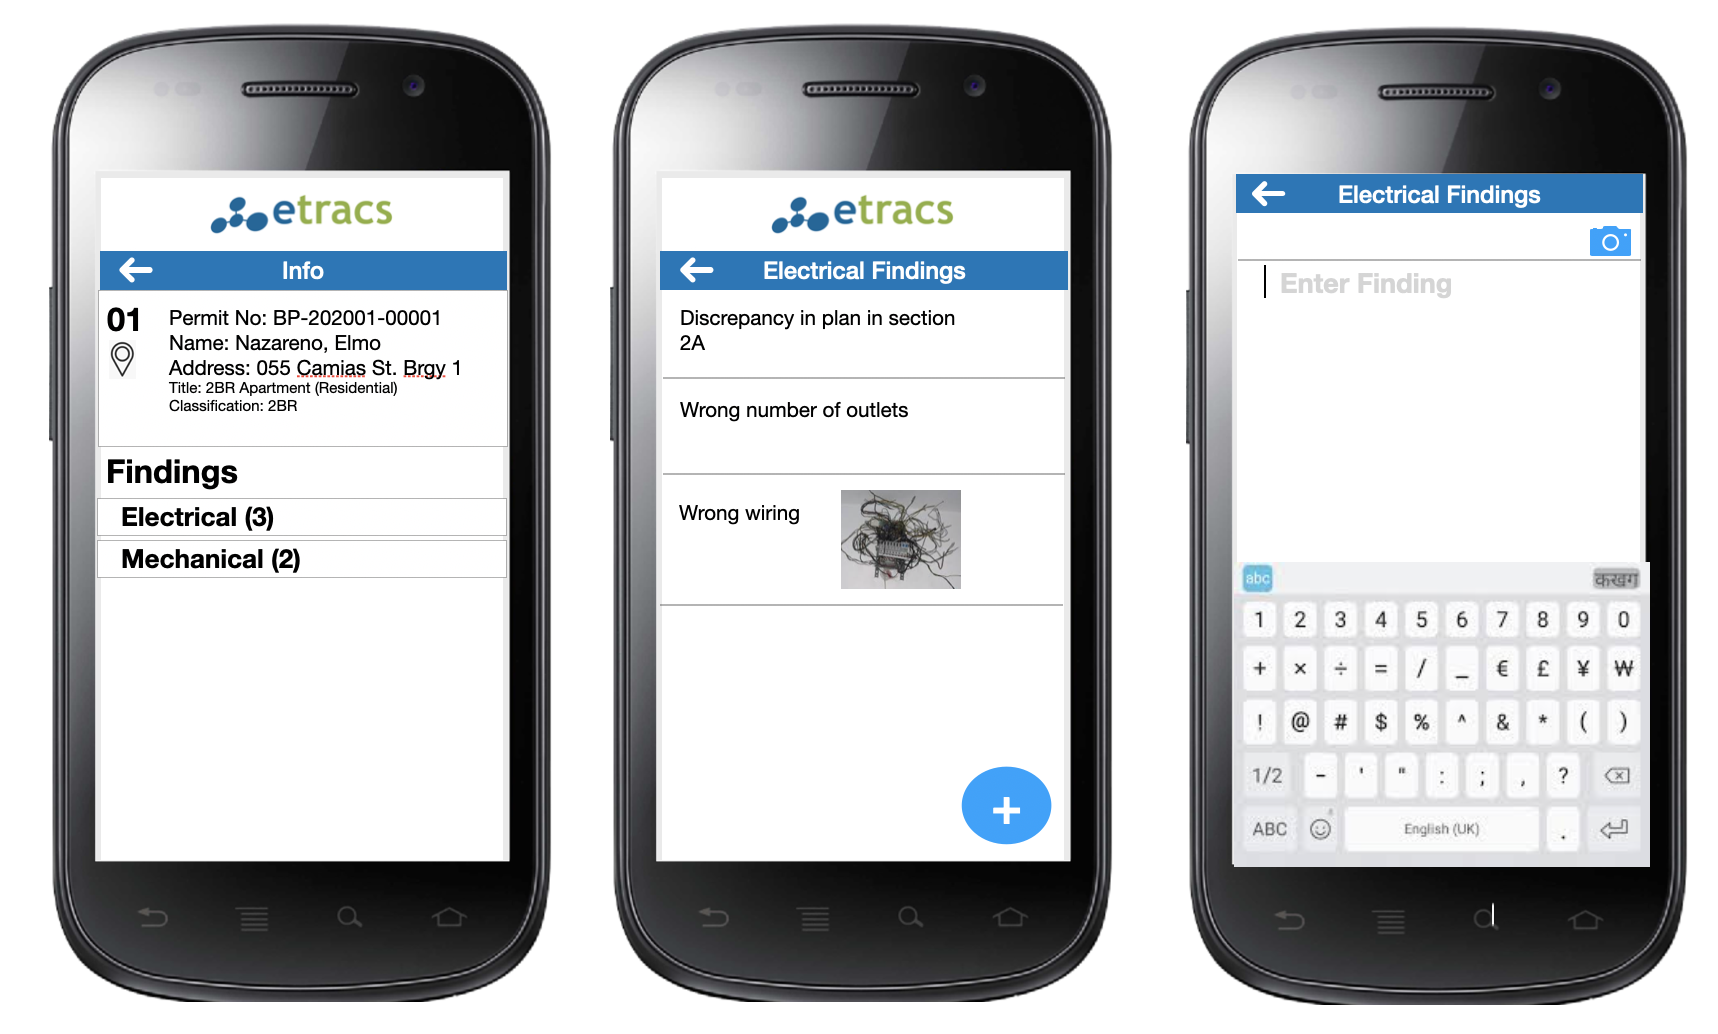 etracs
Info
01
Permit No: BP-202001-00001
Name: Nazareno, Elmo
Address: 055 Camias St. Brgy 1
Title: 2BR Apartment (Residential)
Classification: 2BR
Findings
Electrical (3)
Mechanical (2)
etracs
Electrical Findings
Discrepancy in plan in section
2A
Wrong number of outlets
Wrong wiring
+
Electrical Findings
Enter Finding
abc कखग
1 2 3 4 5 6 7 8 9 0
+ × ÷ = / _ € £ ¥ ₩
! @ # $ % ^ & * ( )
1/2 - ' " : ; , ?
ABC English (UK) .